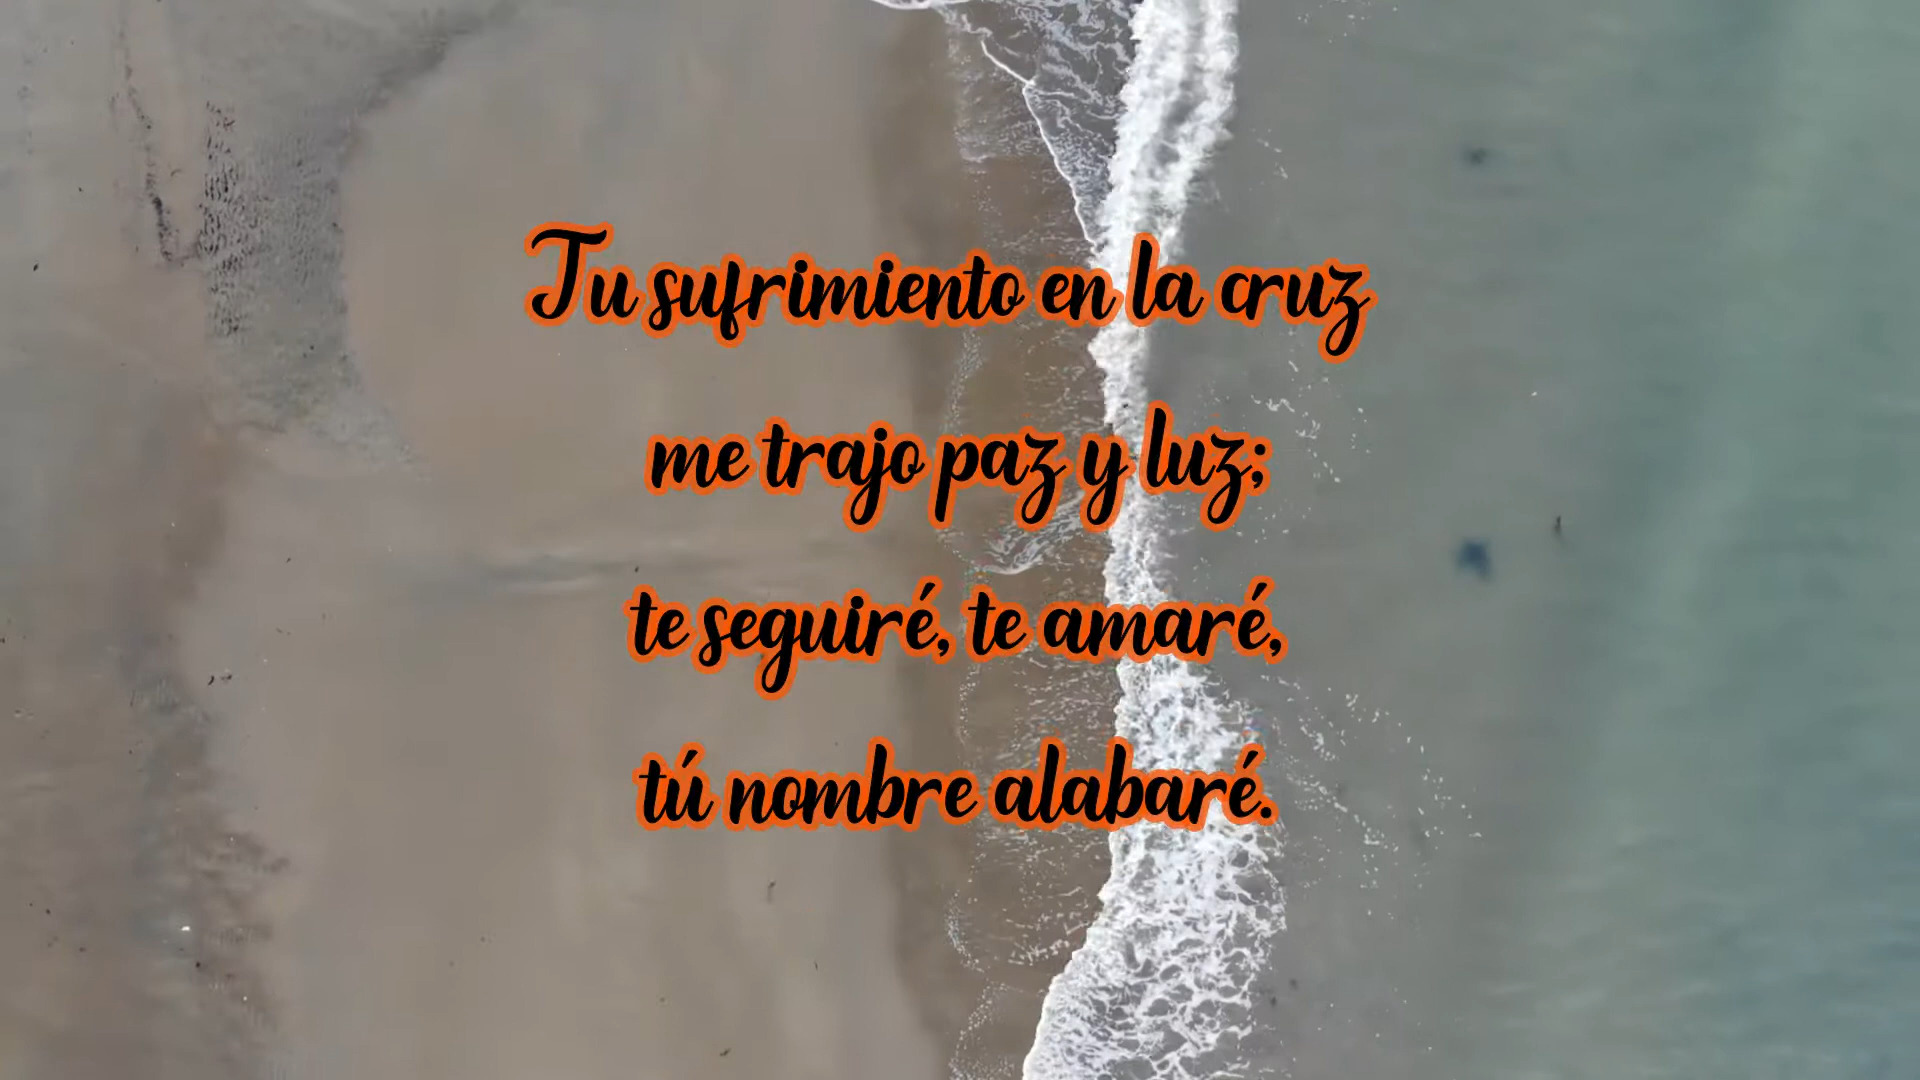 Tu sufrimiento en la cruz
me trajo paz y luz;
te seguiré, te amaré,
tú nombre alabaré.